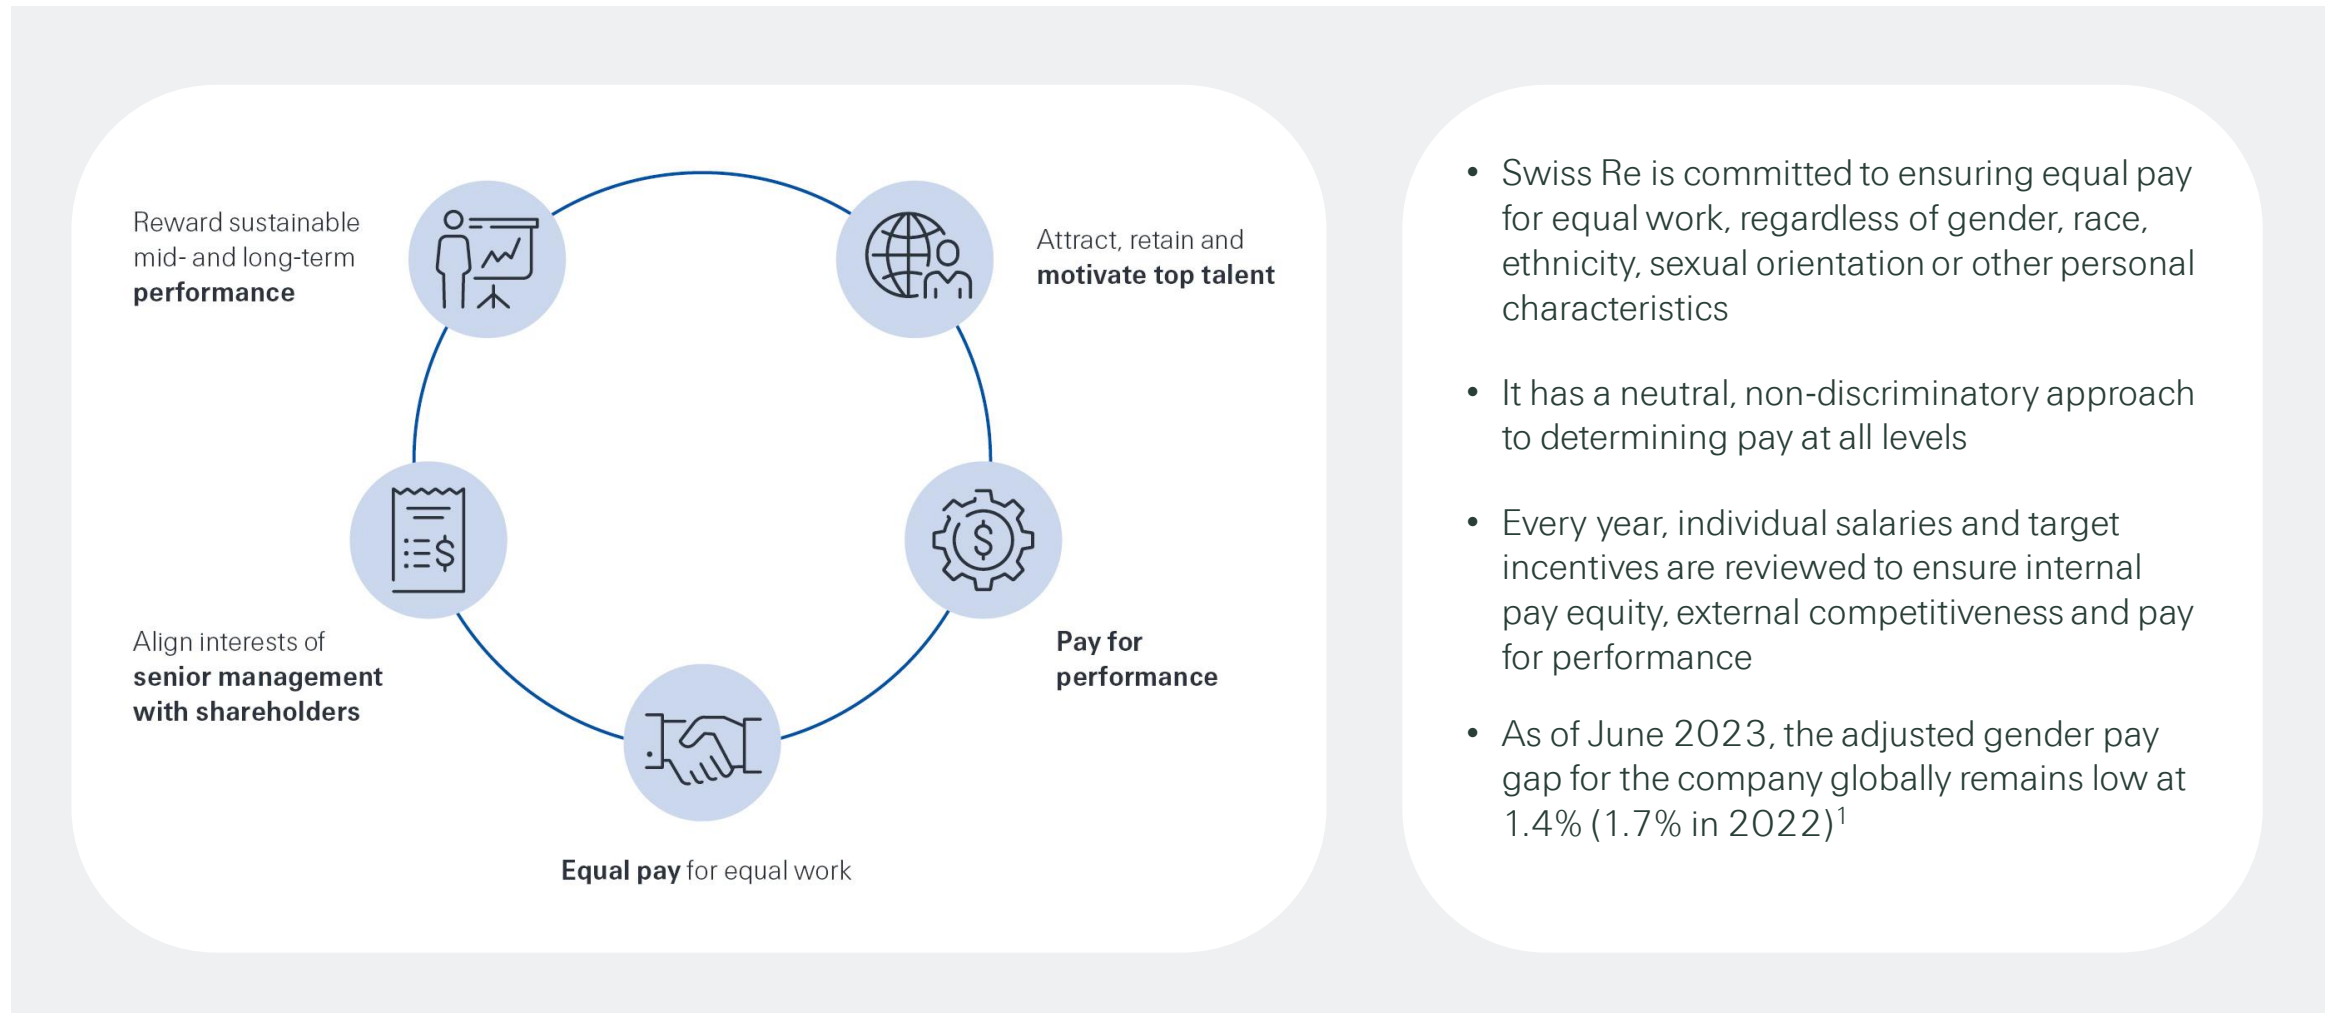 Reward sustainable
mid- and long-term
performance
Attract, retain and
motivate top talent
Align interests of
senior management
with shareholders
Pay for
performance
Equal pay for equal work
• Swiss Re is committed to ensuring equal pay
for equal work, regardless of gender, race,
ethnicity, sexual orientation or other personal
characteristics
• It has a neutral, non-discriminatory approach
to determining pay at all levels
• Every year, individual salaries and target
incentives are reviewed to ensure internal
pay equity, external competitiveness and pay
for performance
• As of June 2023, the adjusted gender pay
gap for the company globally remains low at
1.4% (1.7% in 2022)¹